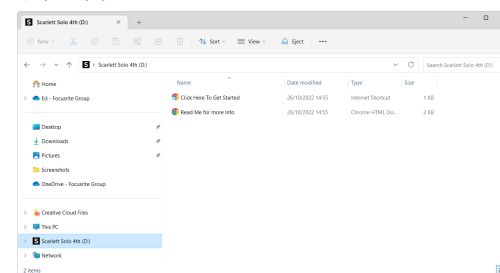 Scarlett Solo 4th (D:)
New
Sort
View
Eject
Scarlett Solo 4th (D:)
Search Scarlett Solo 4th (D:)
Name Date modified Type Size
Home
Ed - Focusrite Group
Click Here To Get Started 26/10/2022 14:55 Internet Shortcut 1 KB
Read Me for more Info 26/10/2022 14:55 Chrome HTML Do... 2 KB
Desktop
Downloads
Pictures
Screenshots
OneDrive - Focusrite Group
Creative Cloud Files
This PC
Scarlett Solo 4th (D:)
Network
2 items